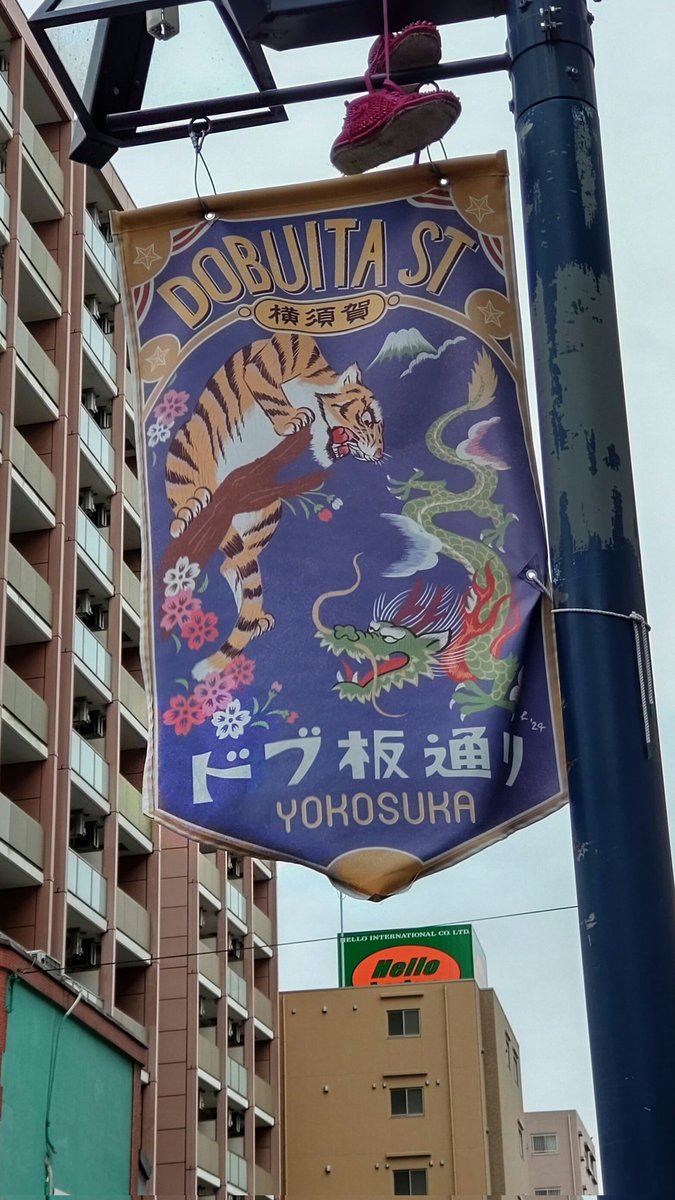 DOBUITA ST
横須賀
ドブ板通り
YOKOSUKA
HELLO INTERNATIONAL CO. LTD.
Hello